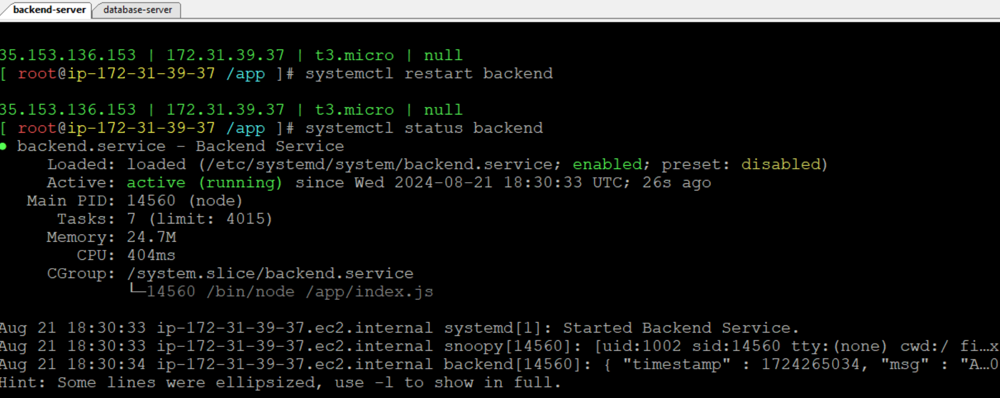 backend-server database-server
35.153.136.153 | 172.31.39.37 | t3.micro | null
[ root@ip-172-31-39-37 /app ]# systemctl restart backend
35.153.136.153 | 172.31.39.37 | t3.micro | null
[ root@ip-172-31-39-37 /app ]# systemctl status backend
● backend.service - Backend Service
Loaded: loaded (/etc/systemd/system/backend.service; enabled; preset: disabled)
Active: active (running) since Wed 2024-08-21 18:30:33 UTC; 26s ago
Main PID: 14560 (node)
Tasks: 7 (limit: 4015)
Memory: 24.7M
CPU: 404ms
CGroup: /system.slice/backend.service
└─14560 /bin/node /app/index.js
Aug 21 18:30:33 ip-172-31-39-37.ec2.internal systemd[1]: Started Backend Service.
Aug 21 18:30:33 ip-172-31-39-37.ec2.internal snoopy[14560]: [uid:1002 sid:14560 tty:(none) cwd:/ fi…x
Aug 21 18:30:34 ip-172-31-39-37.ec2.internal backend[14560]: { "timestamp" : 1724265034, "msg" : "A…0
Hint: Some lines were ellipsized, use -l to show in full.